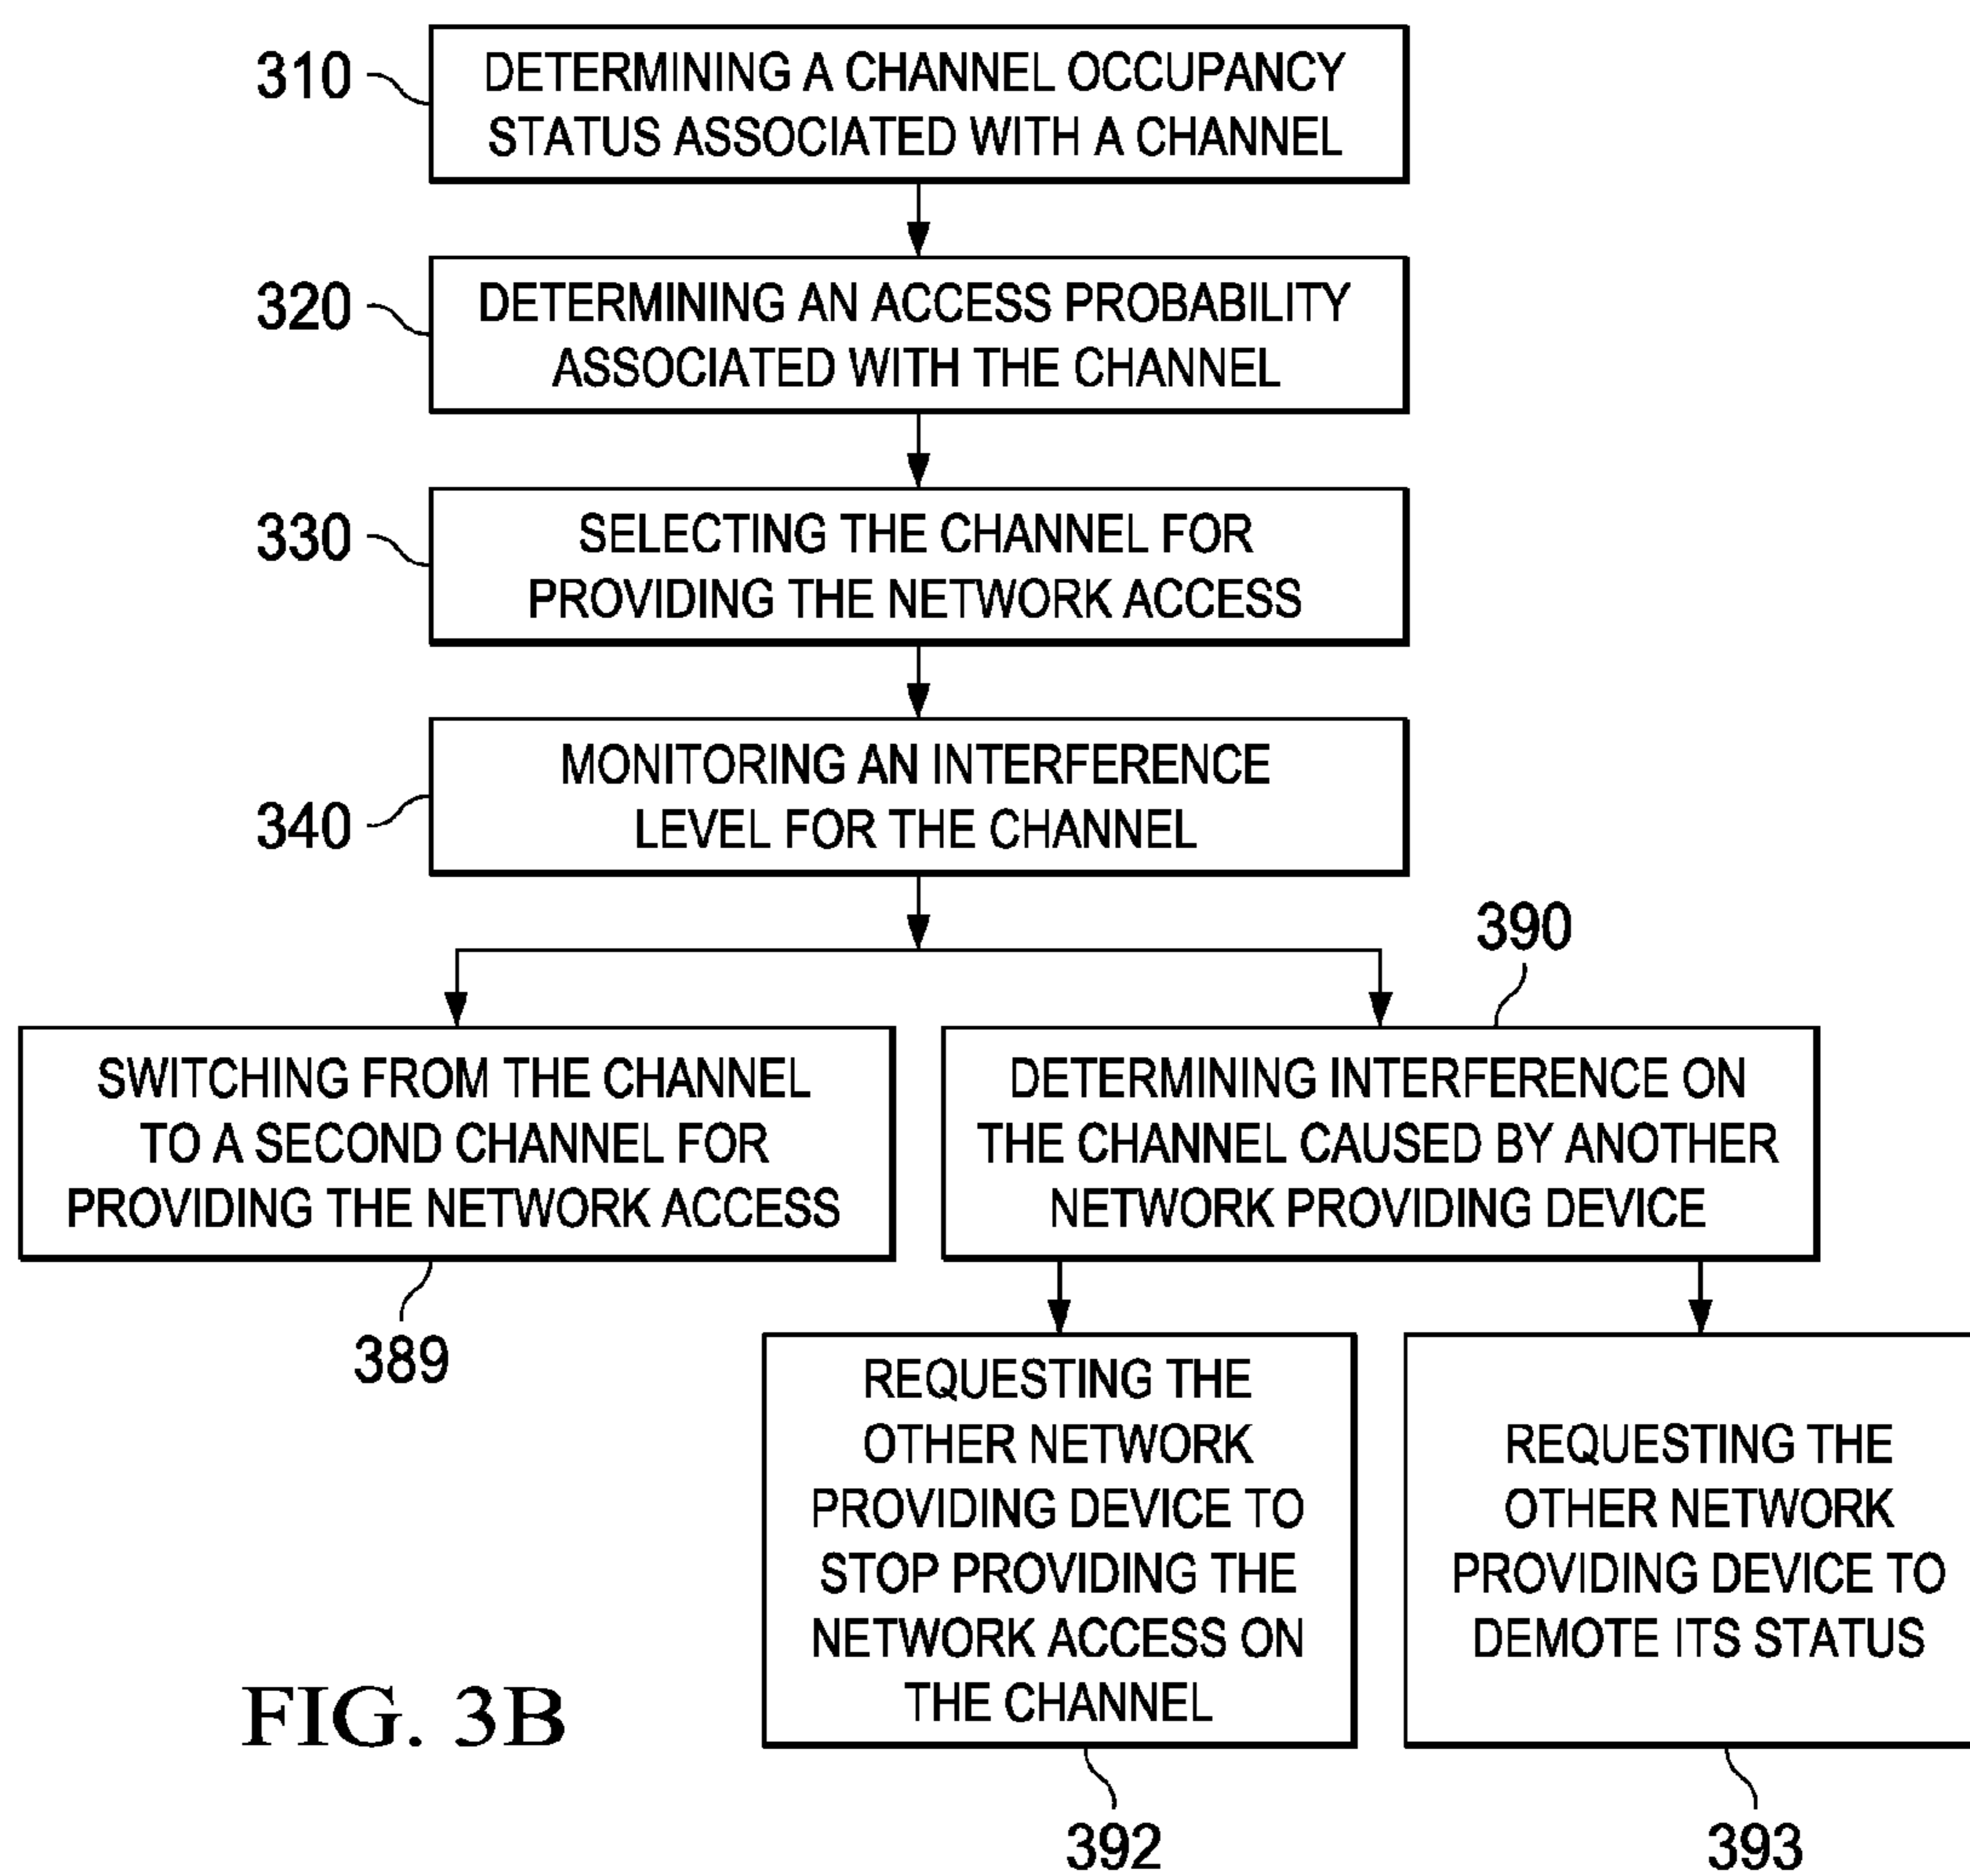 310
DETERMINING A CHANNEL OCCUPANCY
STATUS ASSOCIATED WITH A CHANNEL
320
DETERMINING AN ACCESS PROBABILITY
ASSOCIATED WITH THE CHANNEL
330
SELECTING THE CHANNEL FOR
PROVIDING THE NETWORK ACCESS
340
MONITORING AN INTERFERENCE
LEVEL FOR THE CHANNEL
390
SWITCHING FROM THE CHANNEL
TO A SECOND CHANNEL FOR
PROVIDING THE NETWORK ACCESS
389
DETERMINING INTERFERENCE ON
THE CHANNEL CAUSED BY ANOTHER
NETWORK PROVIDING DEVICE
REQUESTING THE
OTHER NETWORK
PROVIDING DEVICE TO
STOP PROVIDING THE
NETWORK ACCESS ON
THE CHANNEL
392
REQUESTING THE
OTHER NETWORK
PROVIDING DEVICE TO
DEMOTE ITS STATUS
393
FIG. 3B